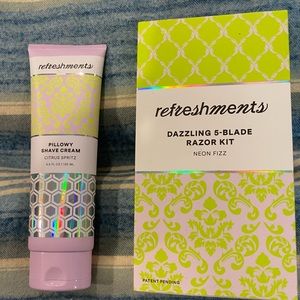 refreshments
PILLOWY
SHAVE CREAM
CITRUS SPRITZ
refreshments
DAZZLING 5-BLADE
RAZOR KIT
NEON FIZZ
PATENT PENDING